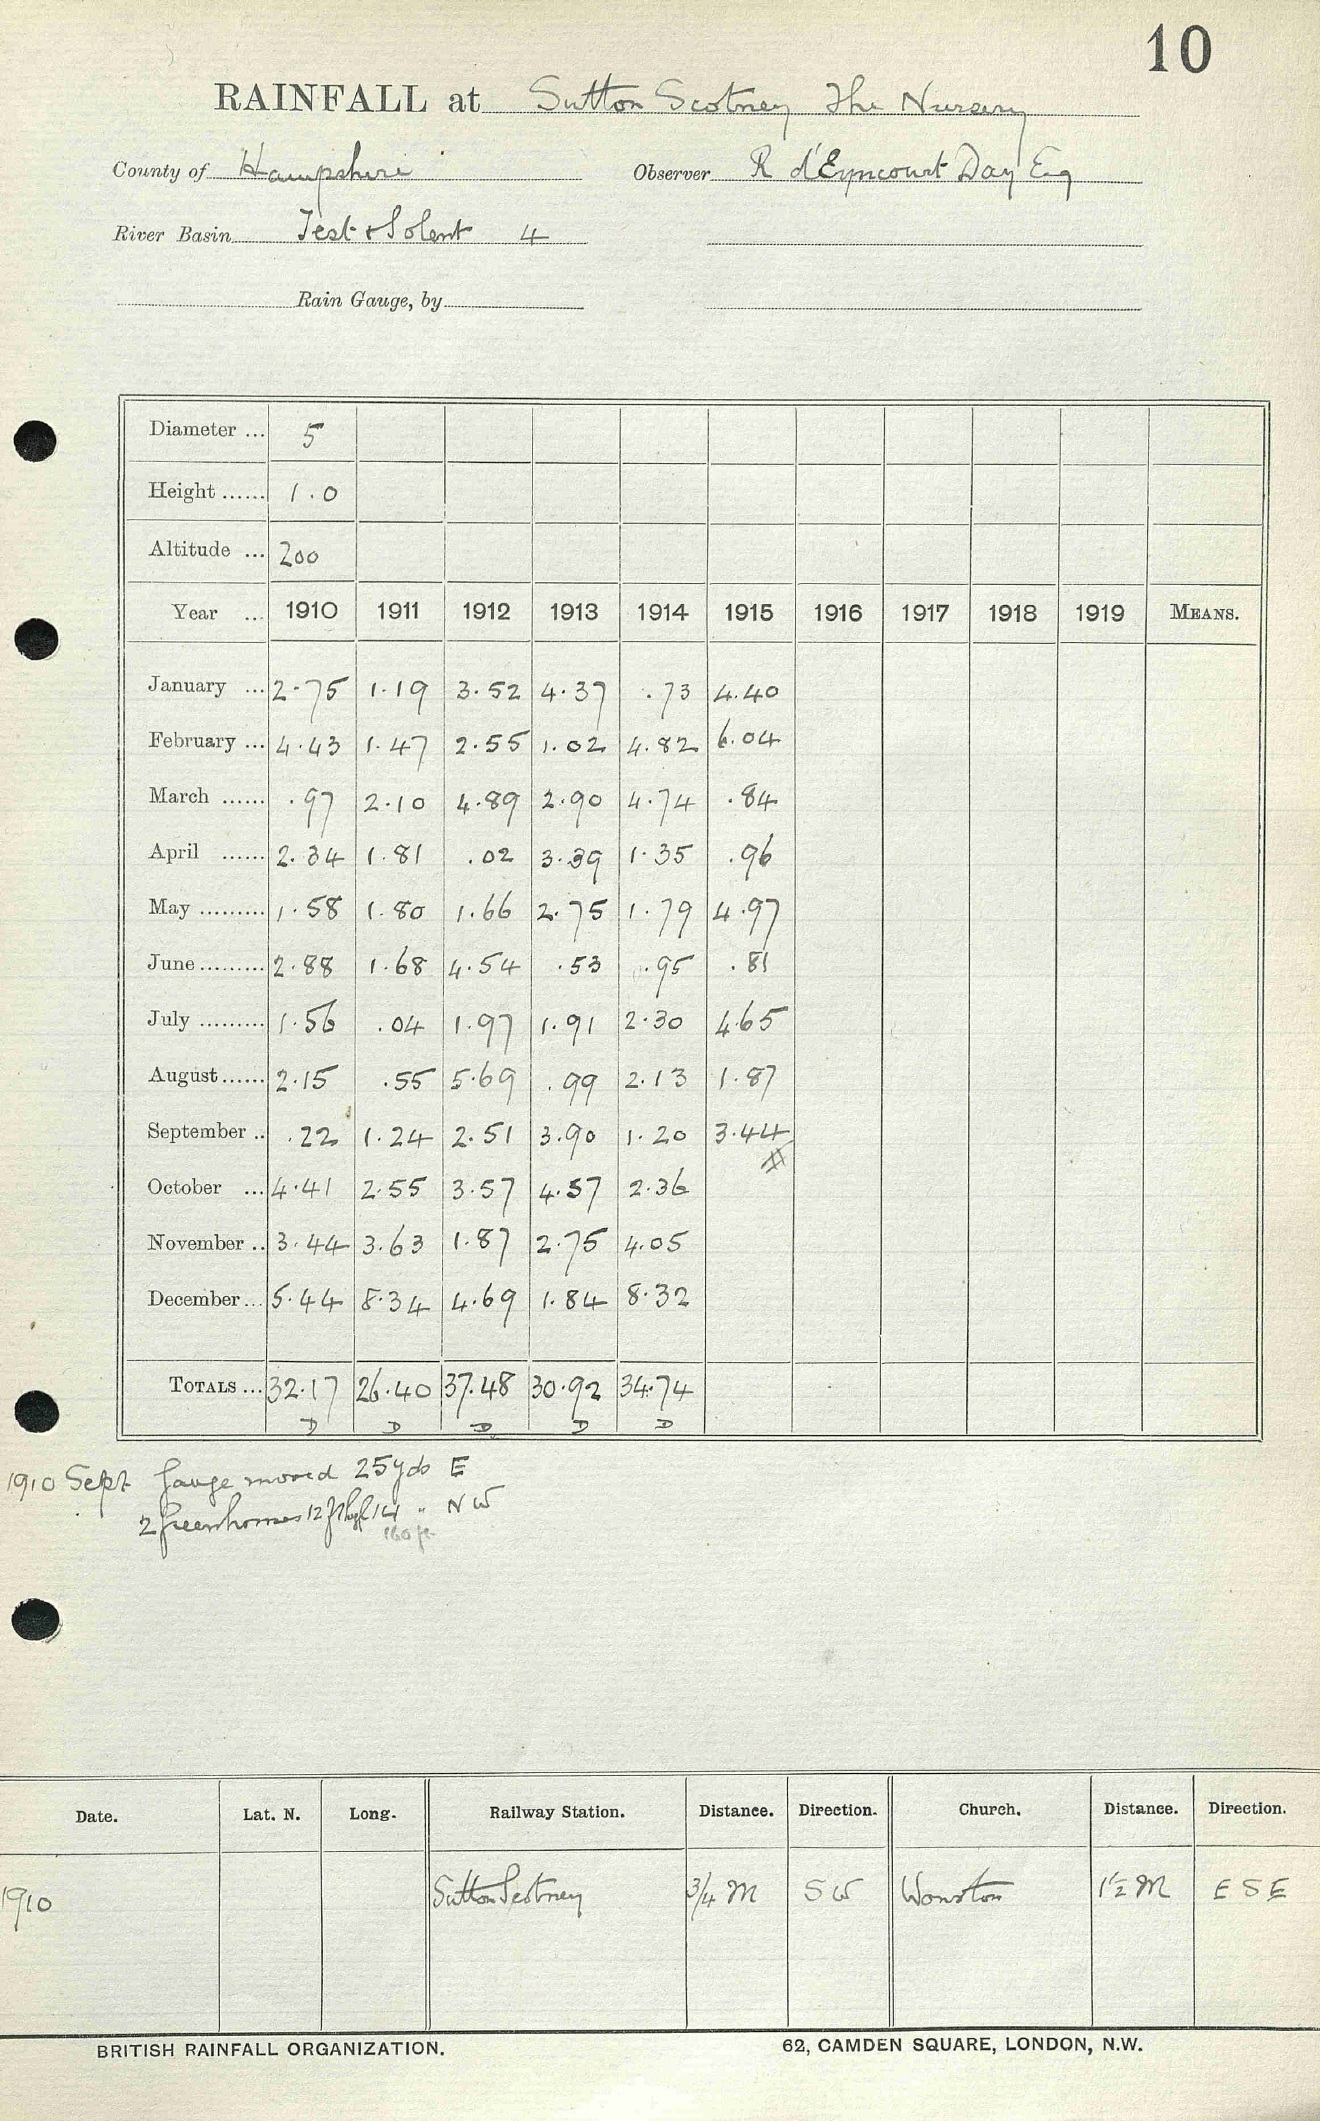 10
RAINFALL at Sutton Scotney The Nursery
County of Hampshire Observer R d'Eyncourt Day Esq
River Basin Test & Solent 4
Rain Gauge, by
Diameter ... 5
Height ...... 1.0
Altitude ... 200
Year ... 1910 1911 1912 1913 1914 1915 1916 1917 1918 1919 MEANS.
January ... 2.75 1.19 3.52 4.37 .73 4.40
February ... 4.43 1.47 2.55 1.02 4.82 6.04
March ...... .97 2.10 4.89 2.90 4.74 .84
April ...... 2.34 1.81 .02 3.39 1.35 .96
May ......... 1.58 1.80 1.66 2.75 1.79 4.97
June ......... 2.88 1.68 4.54 .53 .95 .81
July ......... 1.56 .04 1.97 1.91 2.30 4.65
August ...... 2.15 .55 5.69 .99 2.13 1.87
September .. .22 1.24 2.51 3.90 1.20 3.44
#
October ... 4.41 2.55 3.57 4.57 2.36
November .. 3.44 3.63 1.87 2.75 4.05
December ... 5.44 8.34 4.69 1.84 8.32
TOTALS ... 32.17 26.40 37.48 30.92 34.74
D D D D D
1910 Sept Gauge moved 25 yds E
2 Greenhouses 12 ft high 14 " NW
160 ft
Date. Lat. N. Long. Railway Station. Distance. Direction. Church. Distance. Direction.
1910 Sutton Scotney 3/4 M SW Wonston 1½ M ESE
BRITISH RAINFALL ORGANIZATION. 62, CAMDEN SQUARE, LONDON, N.W.